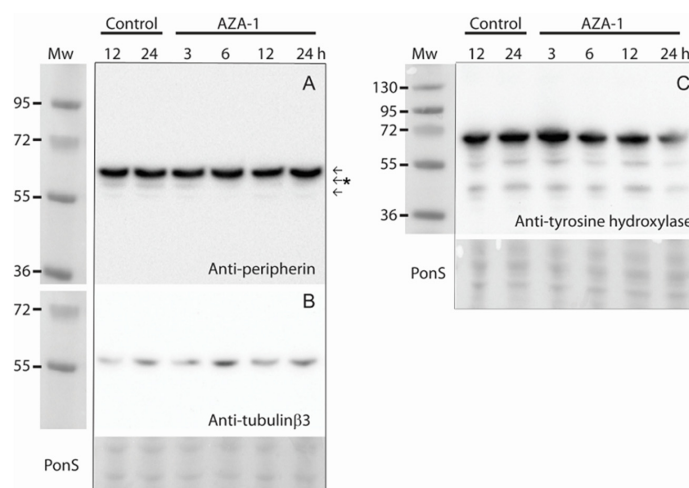 Control AZA-1
Mw 12 24 3 6 12 24 h
A
95
72
← 
←*
55 ←
36
Anti-peripherin
B
72
55
Anti-tubulinβ3
PonS
Control AZA-1
Mw 12 24 3 6 12 24 h
C
130
95
72
55
36
Anti-tyrosine hydroxylase
PonS